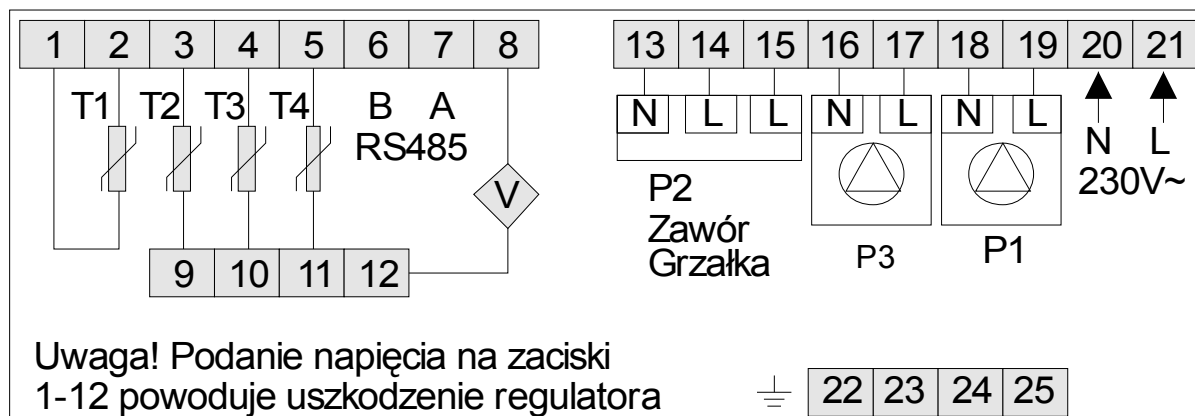 1 2 3 4 5 6 7 8
13 14 15 16 17 18 19 20 21
T1 T2 T3 T4 B A
RS485
V
9 10 11 12
N L L N L N L N L
230V~
P2
Zawór
Grzałka
P3
P1
Uwaga! Podanie napięcia na zaciski
1-12 powoduje uszkodzenie regulatora
22 23 24 25